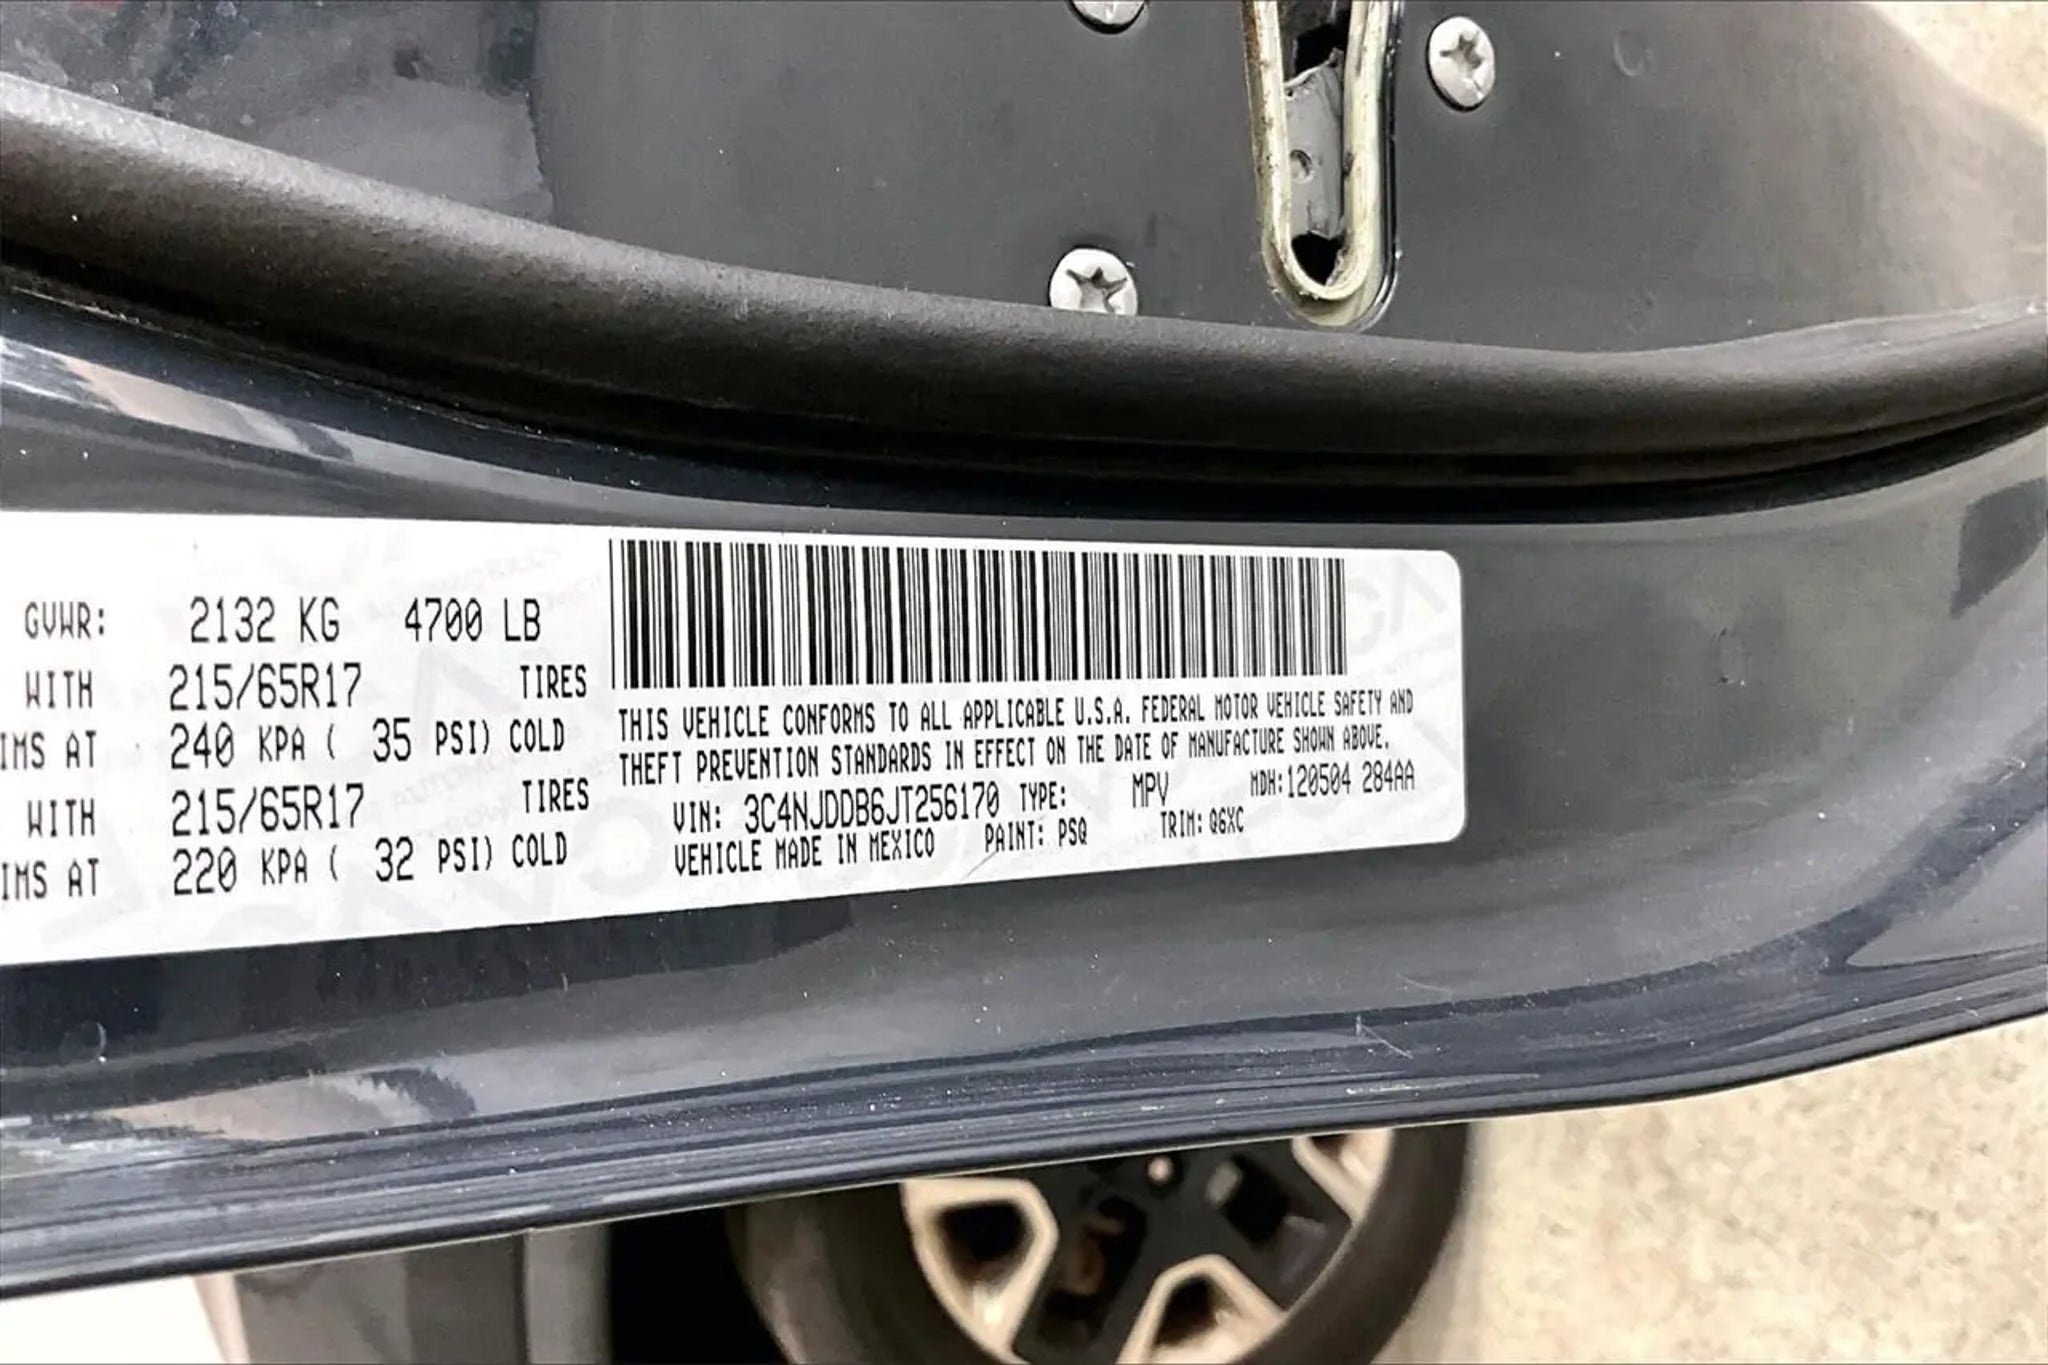 GVWR: 2132 KG 4700 LB
WITH 215/65R17 TIRES
IMS AT 240 KPA ( 35 PSI) COLD
WITH 215/65R17 TIRES
IMS AT 220 KPA ( 32 PSI) COLD
THIS VEHICLE CONFORMS TO ALL APPLICABLE U.S.A. FEDERAL MOTOR VEHICLE SAFETY AND
THEFT PREVENTION STANDARDS IN EFFECT ON THE DATE OF MANUFACTURE SHOWN ABOVE.
VIN: 3C4NJDDB6JT256170 TYPE: MPV MDH:120504 284AA
VEHICLE MADE IN MEXICO PAINT: PSQ TRIM: Q6XC